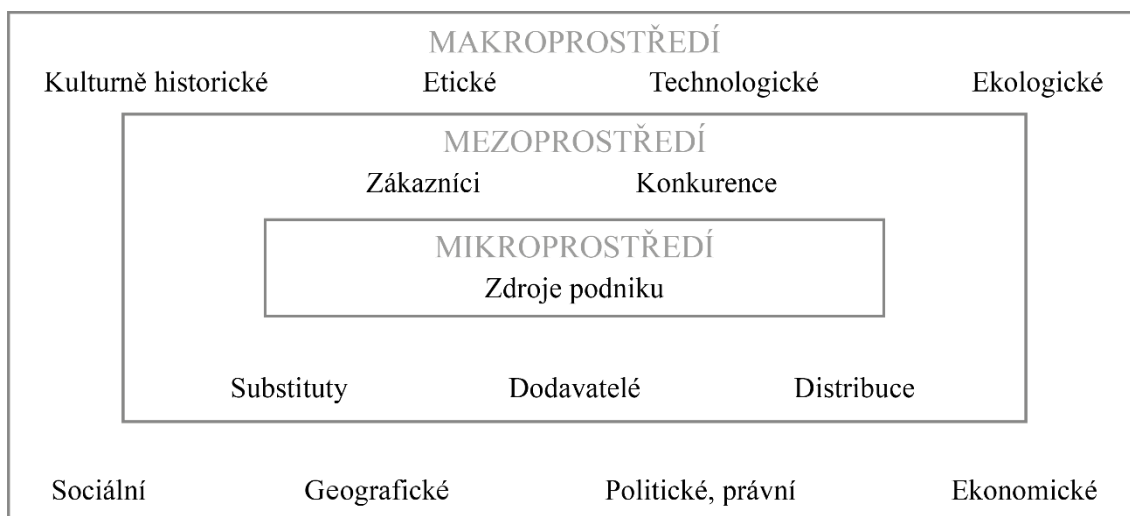 MAKROPROSTŘEDÍ
Kulturně historické Etické Technologické Ekologické
MEZOPROSTŘEDÍ
Zákazníci Konkurence
MIKROPROSTŘEDÍ
Zdroje podniku
Substituty Dodavatelé Distribuce
Sociální Geografické Politické, právní Ekonomické